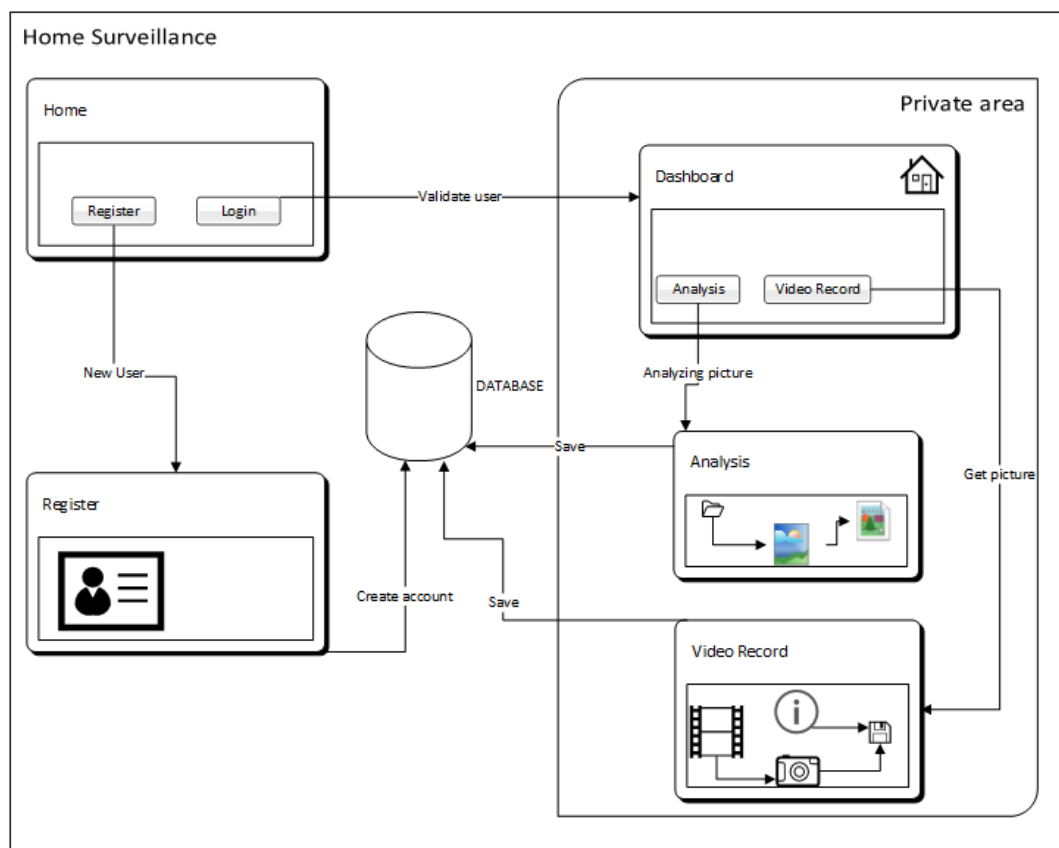 Home Surveillance
Home
Register
Login
Validate user
Private area
Dashboard
Analysis
Video Record
New User
DATABASE
Analyzing picture
Save
Analysis
Get picture
Register
Create account
Save
Video Record
i